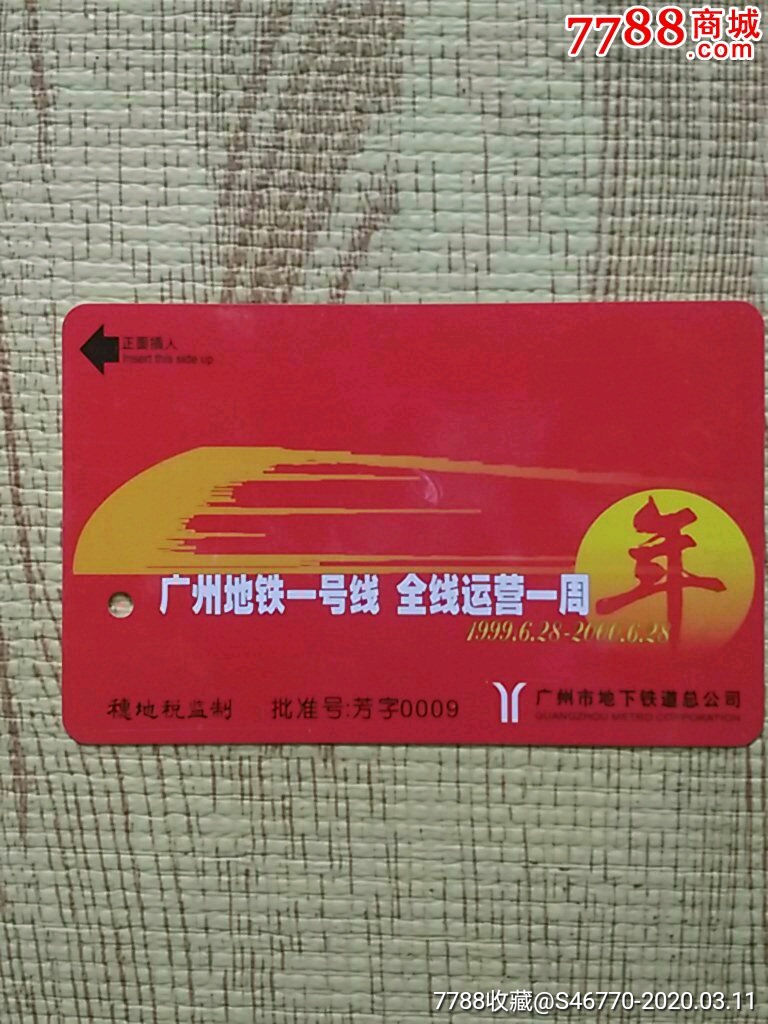 7788商城
.com
正面插入
Insert this side up
广州地铁一号线 全线运营一周年
1999.6.28-2000.6.28
穗地税监制 批准号:芳字0009 广州市地下铁道总公司
GUANGZHOU METRO CORPORATION
7788收藏@S46770-2020.03.11